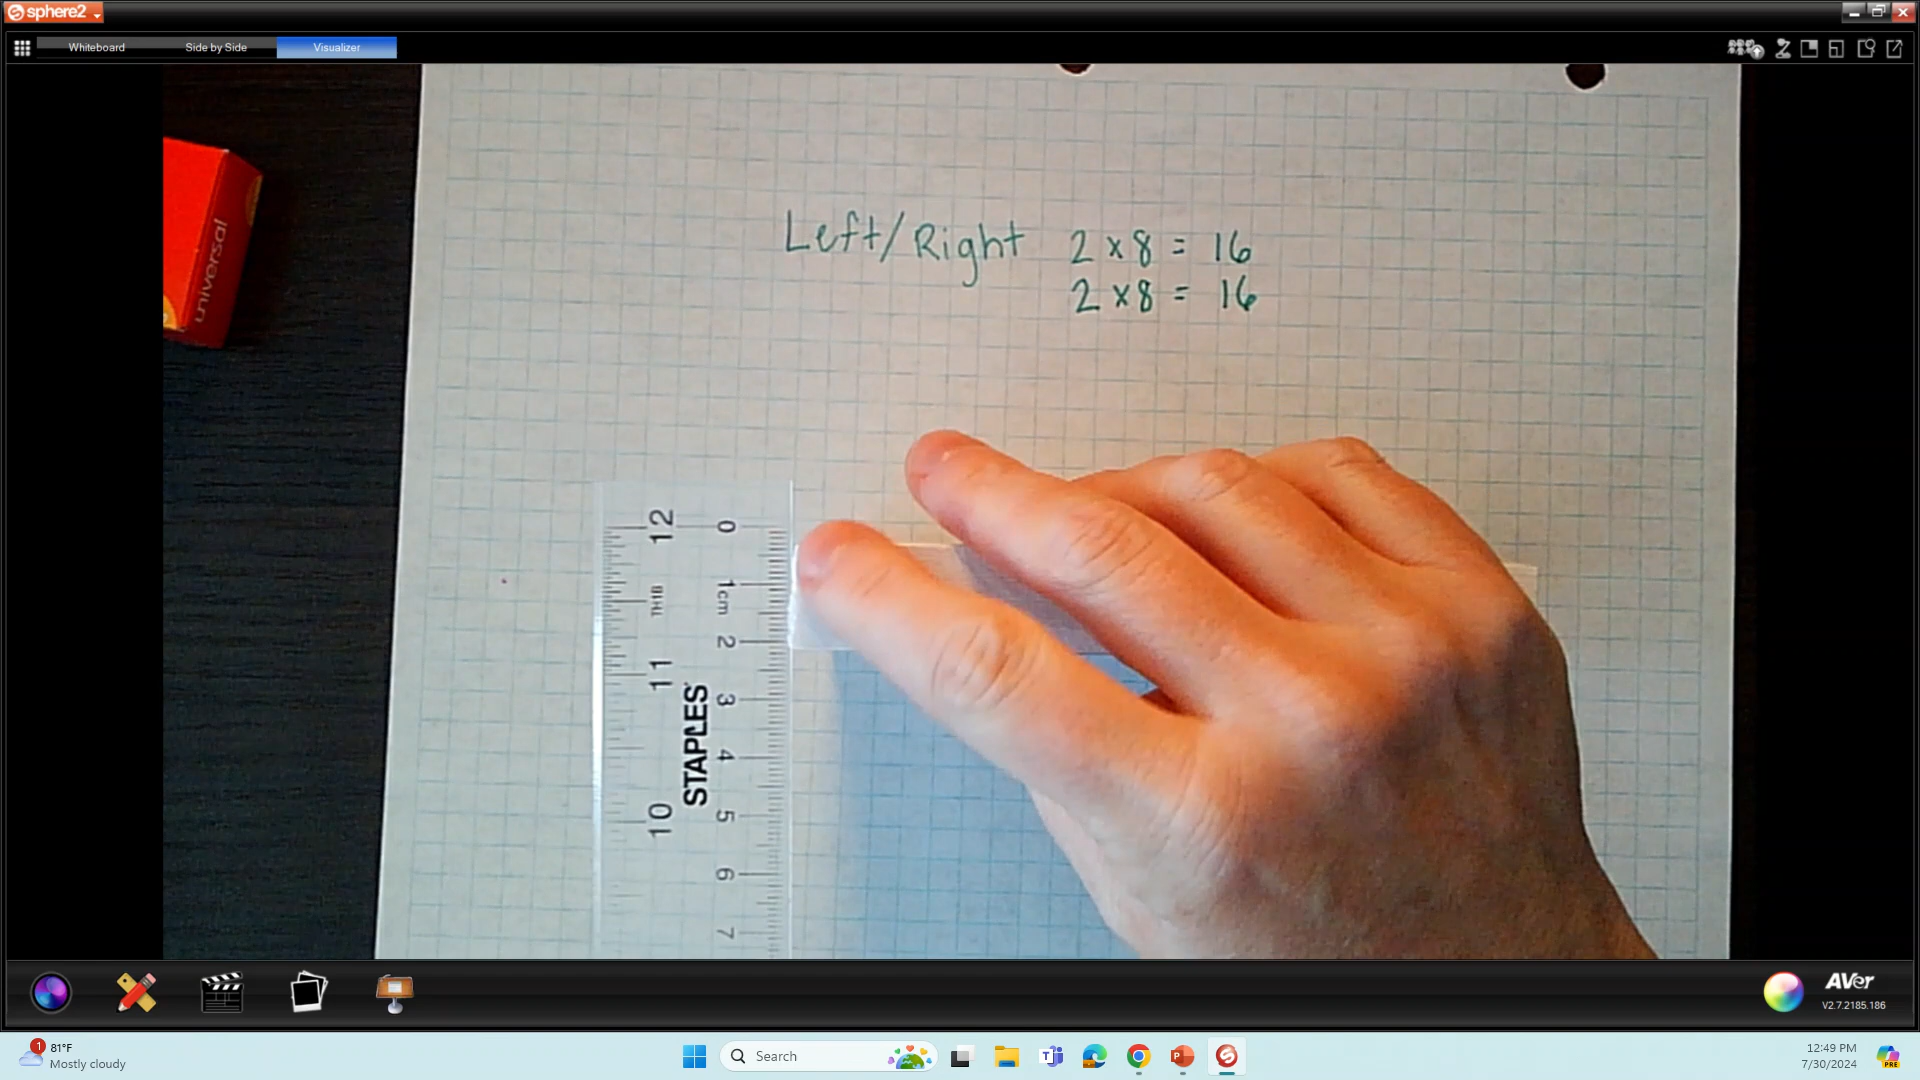 sphere2
Whiteboard
Side by Side
Visualizer
universal
Left/Right 2 x 8 = 16
2 x 8 = 16
12
11
10
STAPLES
0
1cm
2
3
4
5
6
7
AVer
V2.7.2185.186
1
81°F
Mostly cloudy
Search
12:49 PM
7/30/2024
PRE